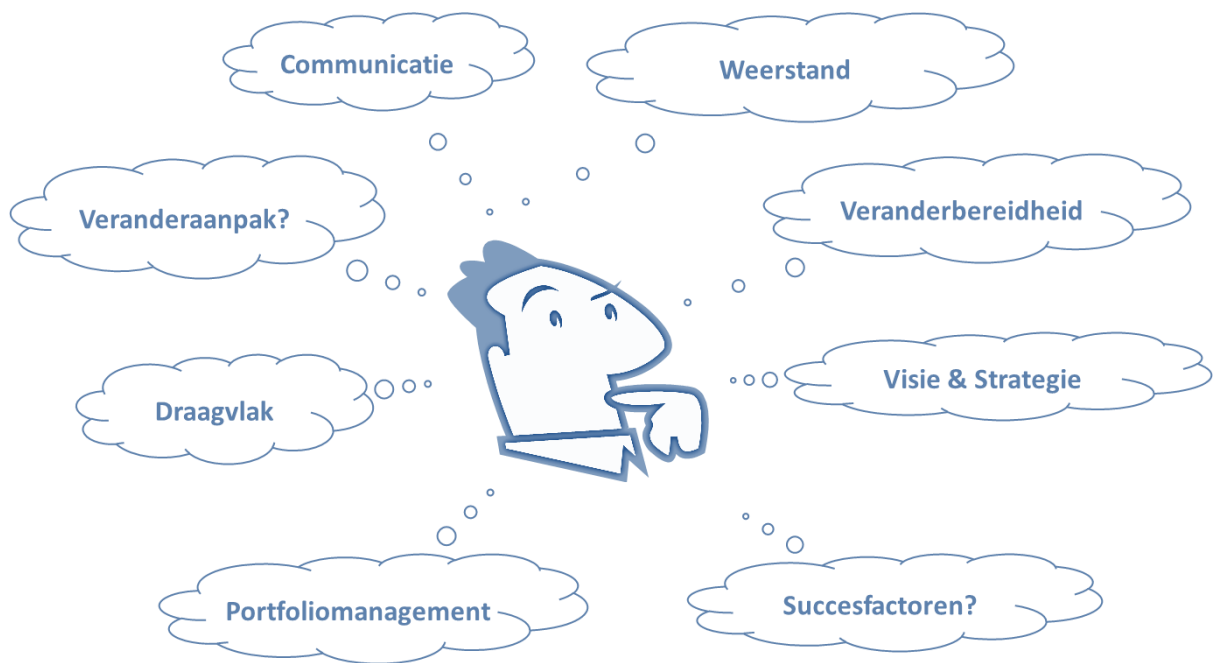 Communicatie
Weerstand
Veranderaanpak?
Veranderbereidheid
Draagvlak
Visie & Strategie
Portfoliomanagement
Succesfactoren?